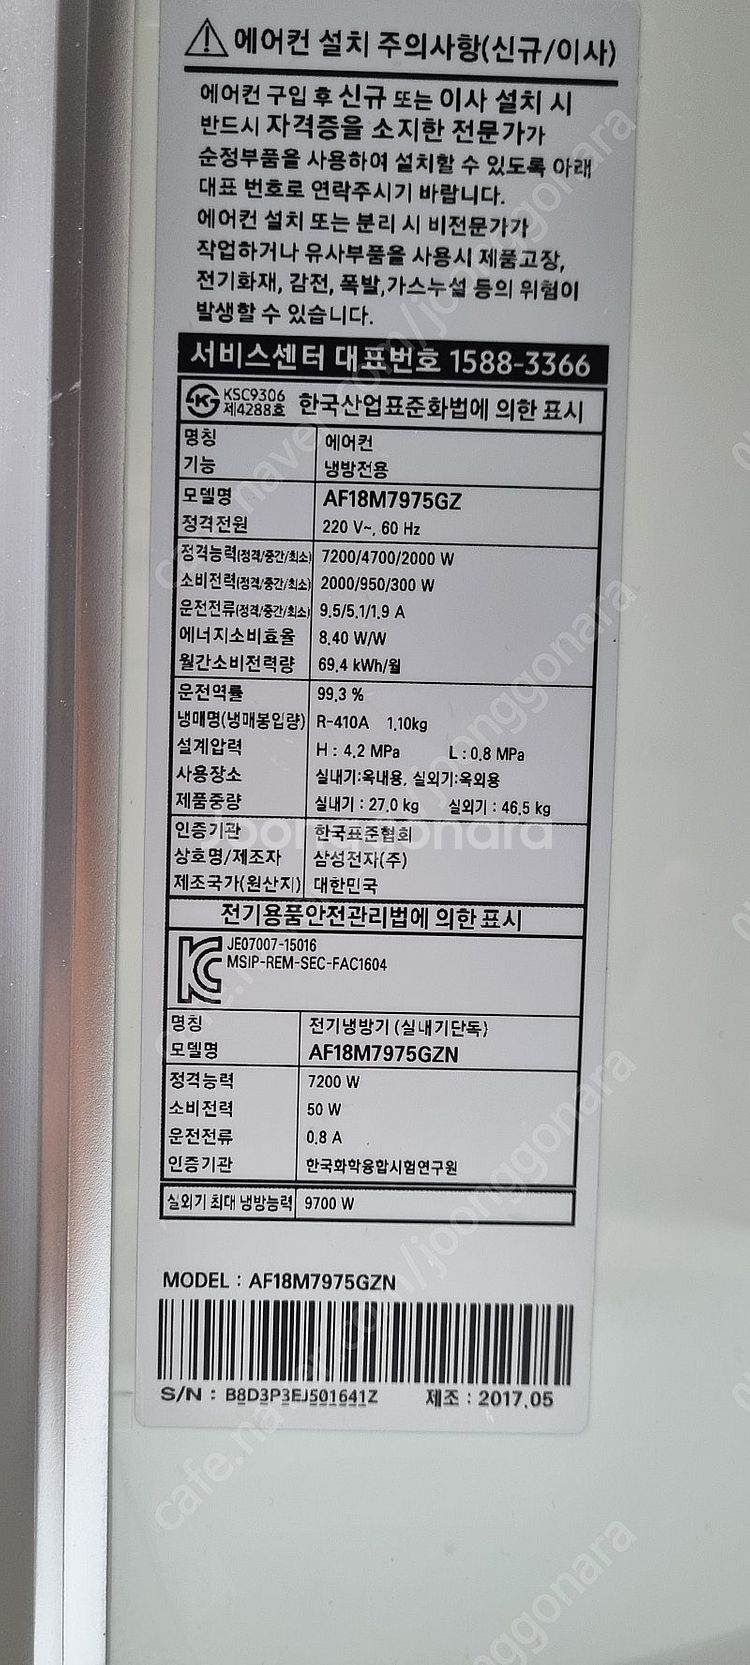 에어컨 설치 주의사항(신규/이사)
에어컨 구입 후 신규 또는 이사 설치 시
반드시 자격증을 소지한 전문가가
순정부품을 사용하여 설치할 수 있도록 아래
대표 번호로 연락주시기 바랍니다.
에어컨 설치 또는 분리 시 비전문가가
작업하거나 유사부품을 사용시 제품고장,
전기화재, 감전, 폭발,가스누설 등의 위험이
발생할 수 있습니다.
서비스센터 대표번호 1588-3366
KSC9306
제4288호 한국산업표준화법에 의한 표시
명칭 에어컨
기능 냉방전용
모델명 AF18M7975GZ
정격전원 220 V~, 60 Hz
정격능력(정격/중간/최소) 7200/4700/2000 W
소비전력(정격/중간/최소) 2000/950/300 W
운전전류(정격/중간/최소) 9.5/5.1/1.9 A
에너지소비효율 8.40 W/W
월간소비전력량 69.4 kWh/월
운전역률 99.3 %
냉매명(냉매봉입량) R-410A 1.10kg
설계압력 H : 4.2 MPa L : 0.8 MPa
사용장소 실내기:옥내용, 실외기:옥외용
제품중량 실내기 : 27.0 kg 실외기 : 46.5 kg
인증기관 한국표준협회
상호명/제조자 삼성전자(주)
제조국가(원산지) 대한민국
전기용품안전관리법에 의한 표시
JE07007-15016
MSIP-REM-SEC-FAC1604
명칭 전기냉방기 (실내기단독)
모델명 AF18M7975GZN
정격능력 7200 W
소비전력 50 W
운전전류 0.8 A
인증기관 한국화학융합시험연구원
실외기 최대 냉방능력 9700 W
MODEL : AF18M7975GZN
S/N : B8D3P3EJ501641Z 제조 : 2017.05
cafe.naver.com/joonggonara
joonggonara
cafe.naver.com/joonggonara
cafe.naver.com/joonggonara
joonggonara